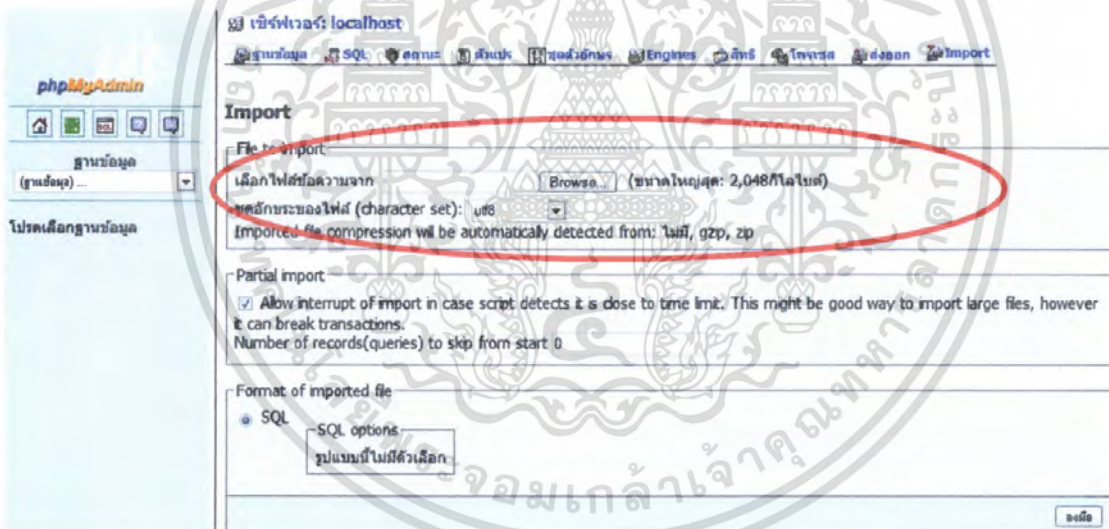 phpMyAdmin
ฐานข้อมูล
(ฐานข้อมูล) ...
โปรดเลือกฐานข้อมูล
เซิร์ฟเวอร์: localhost
ฐานข้อมูล SQL สถานะ ตัวแปร ชุดตัวอักษร Engines สิทธิ โพรเซส ส่งออก Import
Import
File to import
เลือกไฟล์ข้อความจาก Browse... (ขนาดใหญ่สุด: 2,048กิโลไบต์)
ชุดอักขระของไฟล์ (character set): utf8
Imported file compression will be automatically detected from: ไม่มี, gzip, zip
Partial import
Allow interrupt of import in case script detects it is close to time limit. This might be good way to import large files, however
it can break transactions.
Number of records(queries) to skip from start 0
Format of imported file
SQL
SQL options
รูปแบบนี้ไม่มีตัวเลือก
ลงมือ